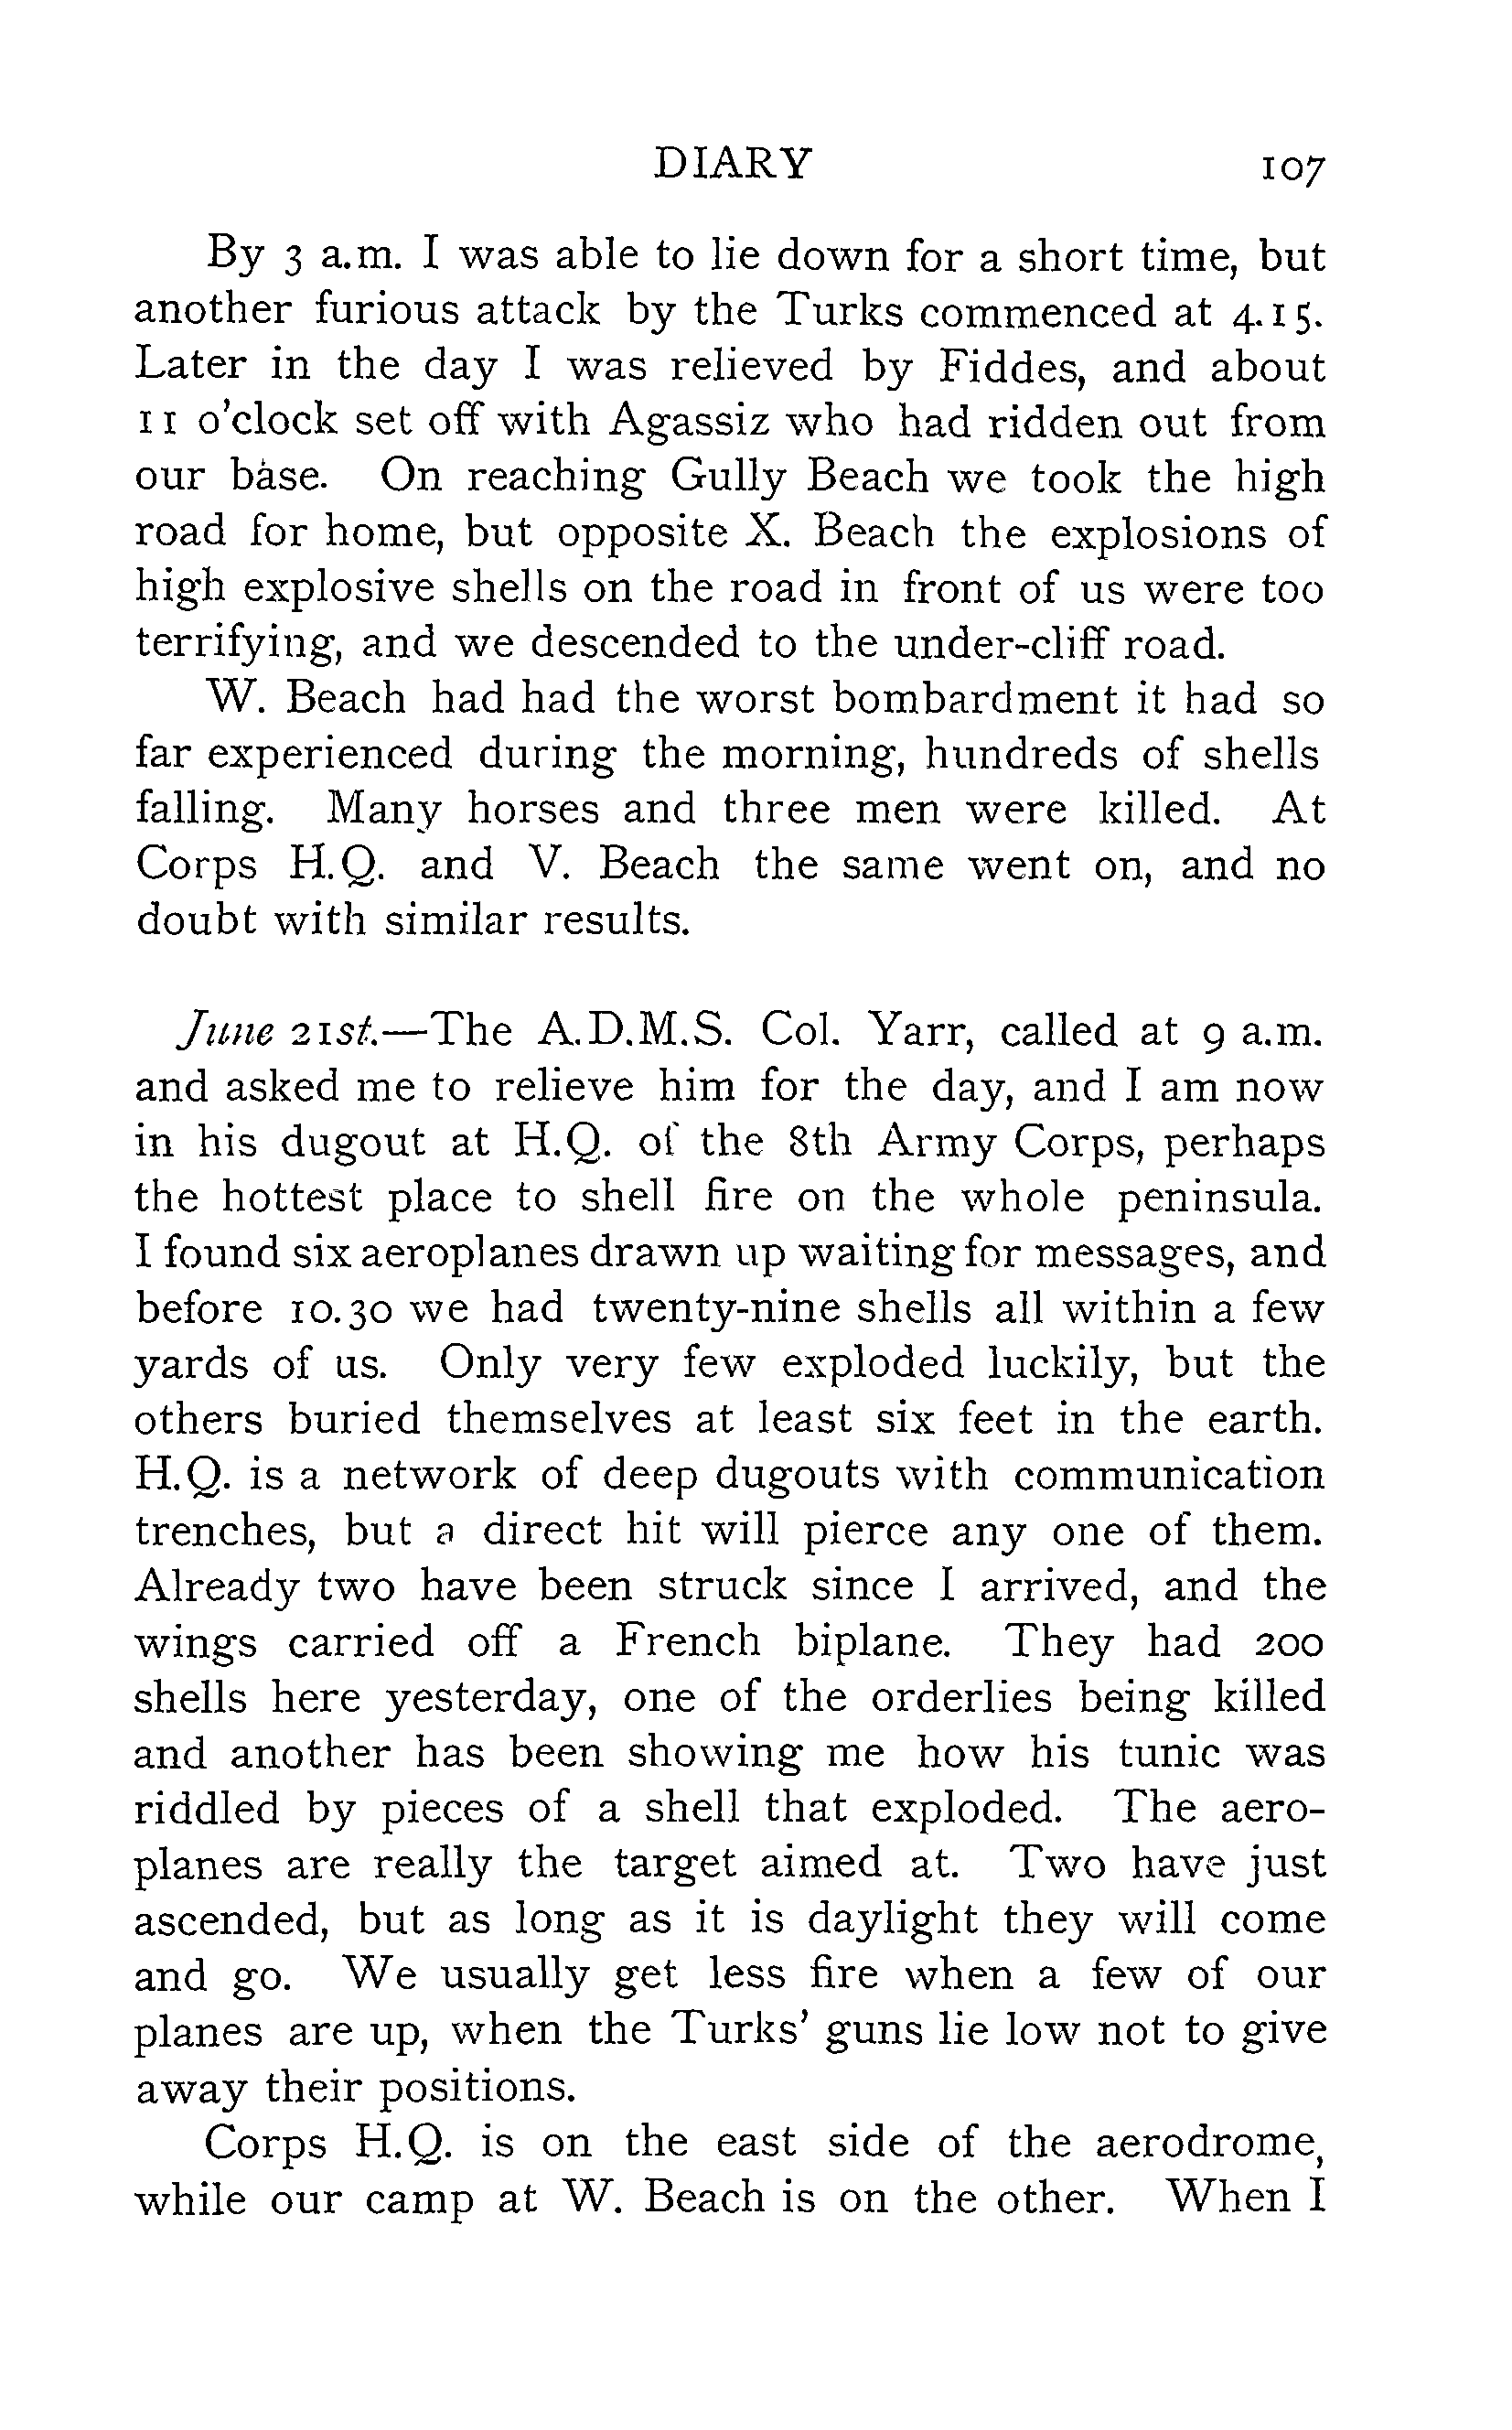 DIARY 107
By 3 a.m. I was able to lie down for a short time, but
another furious attack by the Turks commenced at 4.15.
Later in the day I was relieved by Fiddes, and about
11 o'clock set off with Agassiz who had ridden out from
our base. On reaching Gully Beach we took the high
road for home, but opposite X. Beach the explosions of
high explosive shells on the road in front of us were too
terrifying, and we descended to the under-cliff road.
W. Beach had had the worst bombardment it had so
far experienced during the morning, hundreds of shells
falling. Many horses and three men were killed. At
Corps H.Q. and V. Beach the same went on, and no
doubt with similar results.
June 21st.—The A.D.M.S. Col. Yarr, called at 9 a.m.
and asked me to relieve him for the day, and I am now
in his dugout at H.Q. of the 8th Army Corps, perhaps
the hottest place to shell fire on the whole peninsula.
I found six aeroplanes drawn up waiting for messages, and
before 10.30 we had twenty-nine shells all within a few
yards of us. Only very few exploded luckily, but the
others buried themselves at least six feet in the earth.
H.Q. is a network of deep dugouts with communication
trenches, but a direct hit will pierce any one of them.
Already two have been struck since I arrived, and the
wings carried off a French biplane. They had 200
shells here yesterday, one of the orderlies being killed
and another has been showing me how his tunic was
riddled by pieces of a shell that exploded. The aero-
planes are really the target aimed at. Two have just
ascended, but as long as it is daylight they will come
and go. We usually get less fire when a few of our
planes are up, when the Turks' guns lie low not to give
away their positions.
Corps H.Q. is on the east side of the aerodrome,
while our camp at W. Beach is on the other. When I